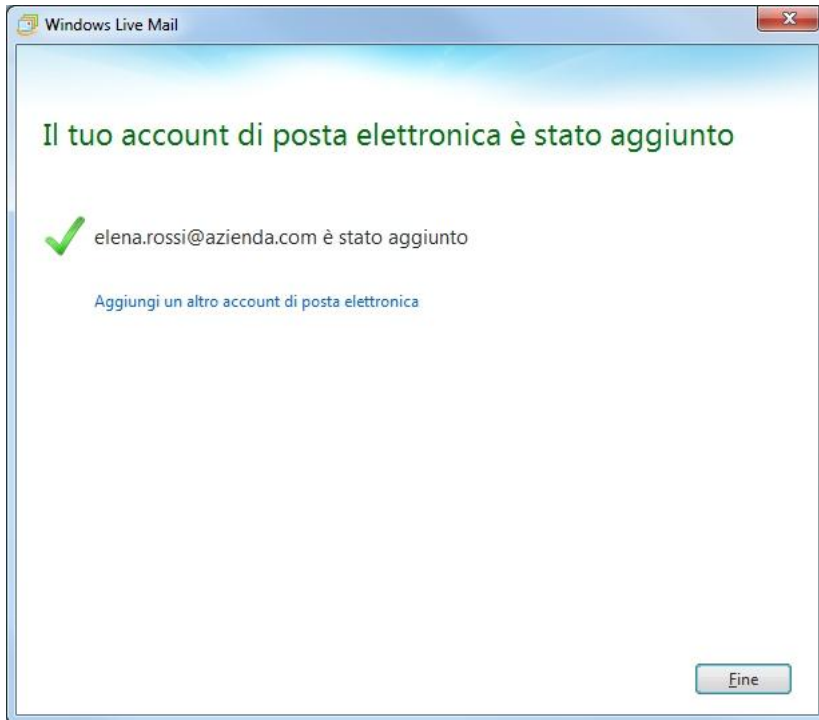 Windows Live Mail
Il tuo account di posta elettronica è stato aggiunto
elena.rossi@azienda.com è stato aggiunto
Aggiungi un altro account di posta elettronica
Fine